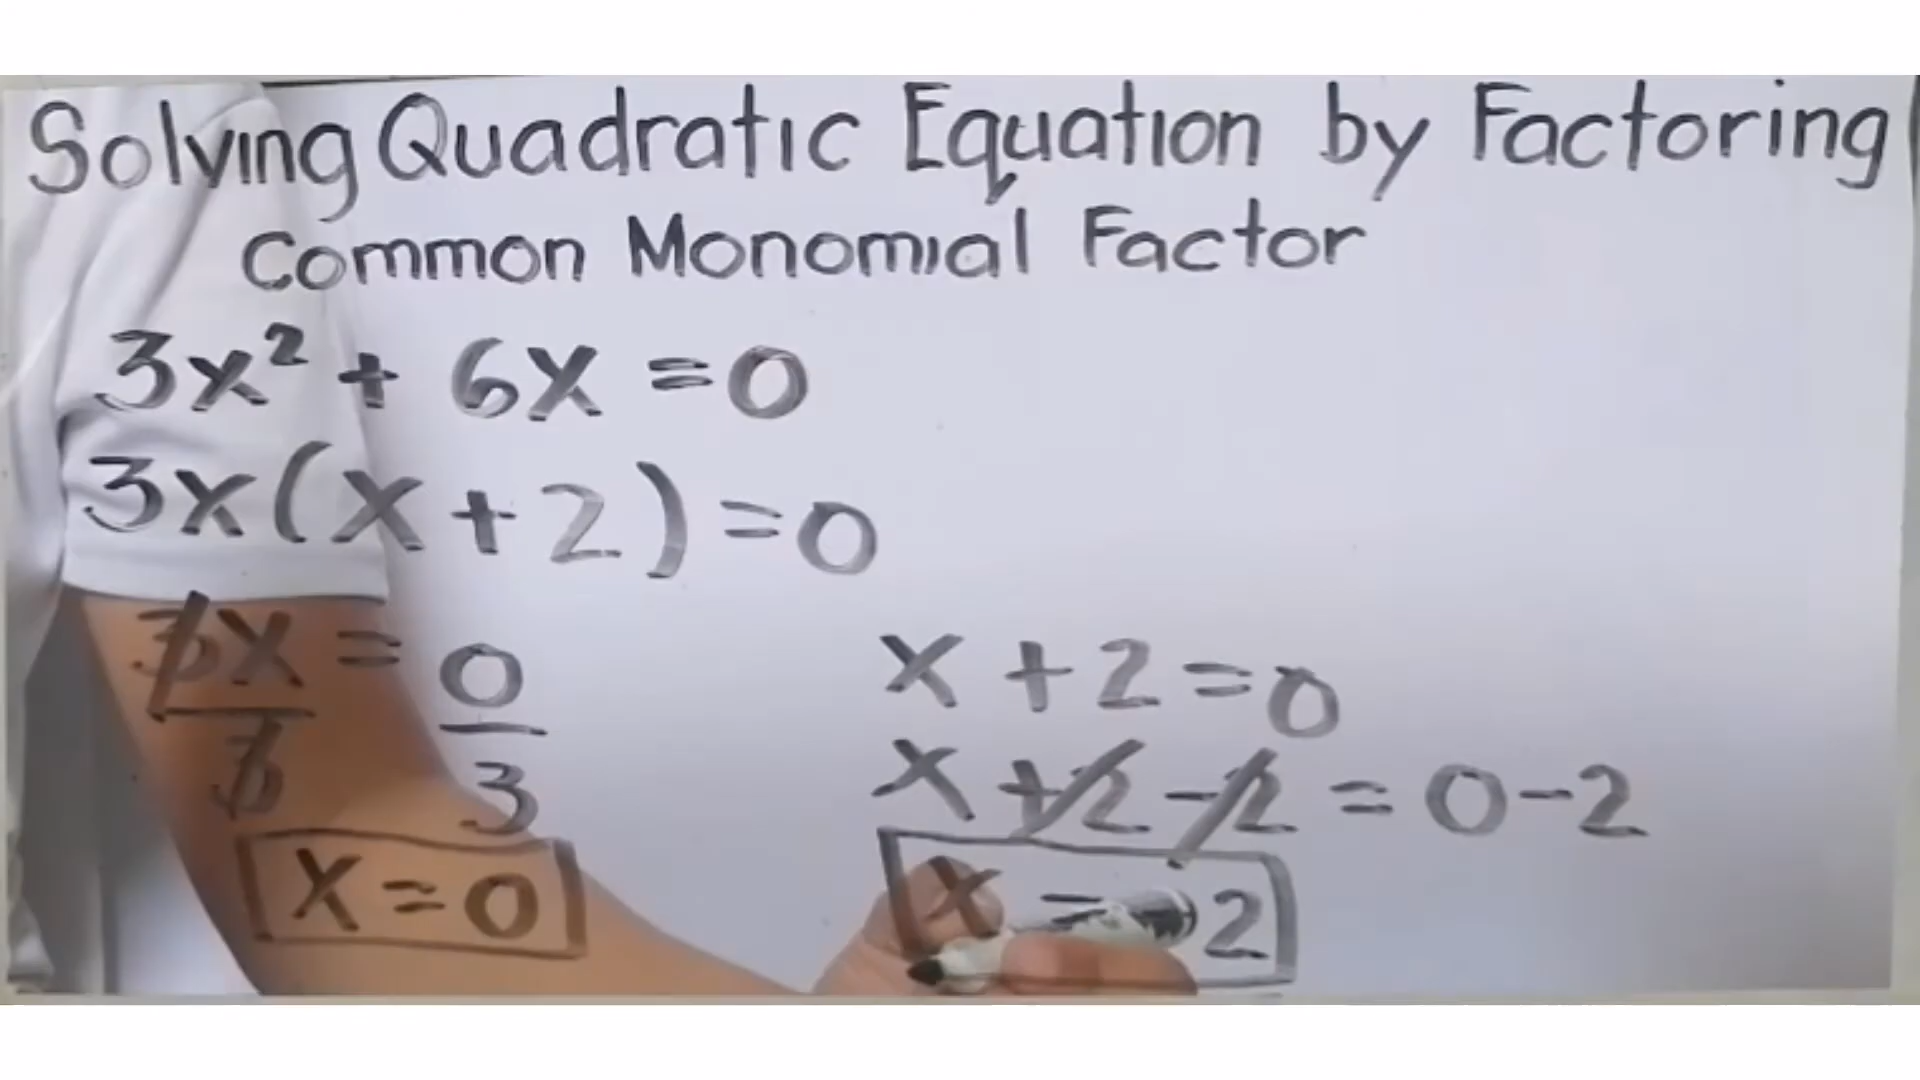 Solving Quadratic Equation by Factoring
Common Monomial Factor
3x² + 6x = 0
3x(x+2)=0
3x = 0
3 3
x = 0
x + 2 = 0
x + 2 - 2 = 0 - 2
x = 2